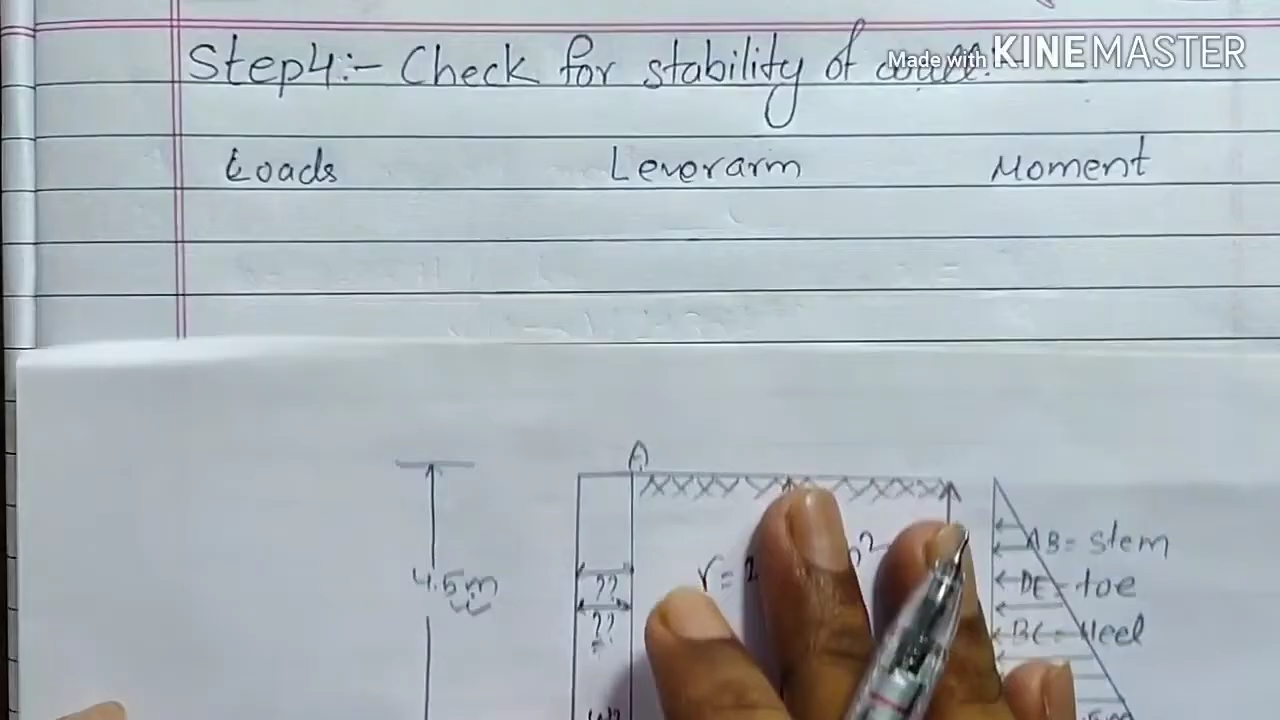 Made with KINEMASTER
Step4:- Check for stability of
Loads Leverarm Moment
A
4.5m
??
??
AB= stem
DE= toe
BC= Heel